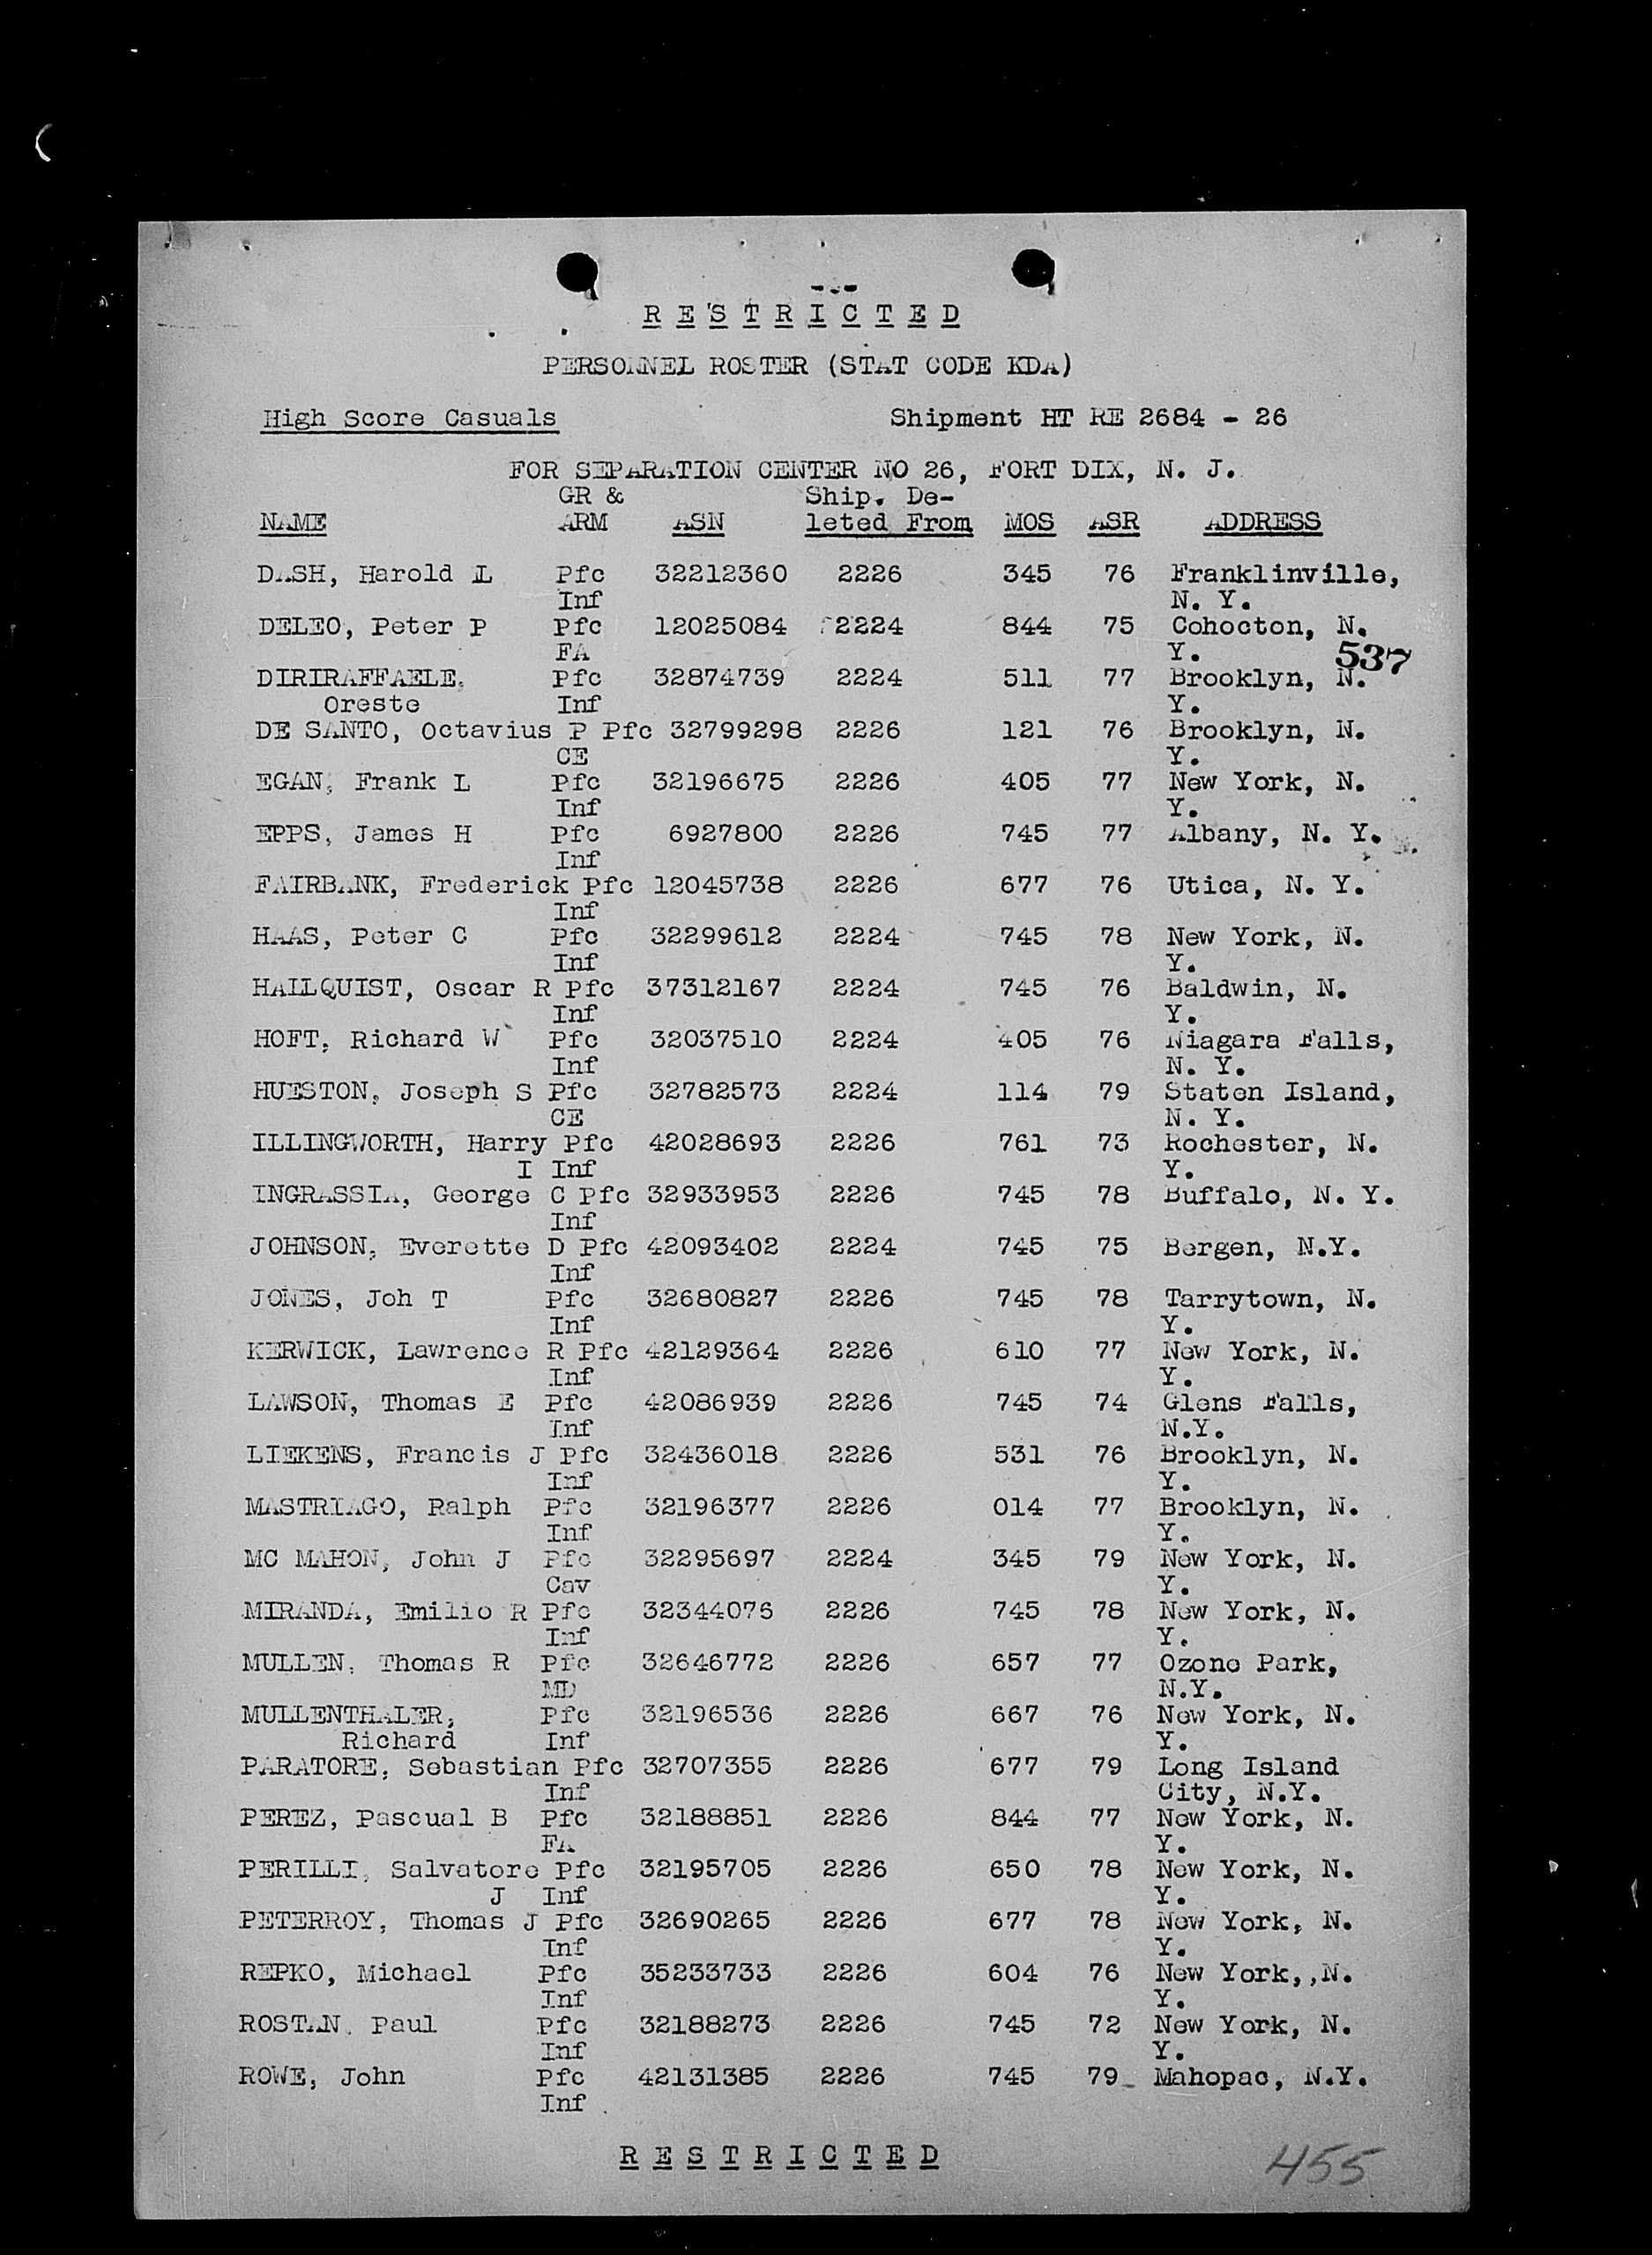 RESTRICTED
PERSONNEL ROSTER (STAT CODE KDA)
High Score Casuals Shipment HT RE 2684 - 26
FOR SEPARATION CENTER NO 26, FORT DIX, N. J.
GR & Ship. De-
NAME ARM ASN leted From MOS ASR ADDRESS
DASH, Harold L Pfc 32212360 2226 345 76 Franklinville,
Inf N. Y.
DELEO, Peter P Pfc 12025084 2224 844 75 Cohocton, N.
FA Y. 537
DIRIRAFFAELE, Pfc 32874739 2224 511 77 Brooklyn, N.
Oreste Inf Y.
DE SANTO, Octavius P Pfc 32799298 2226 121 76 Brooklyn, N.
CE Y.
EGAN, Frank L Pfc 32196675 2226 405 77 New York, N.
Inf Y.
EPPS, James H Pfc 6927800 2226 745 77 Albany, N. Y.
Inf
FAIRBANK, Frederick Pfc 12045738 2226 677 76 Utica, N. Y.
Inf
HAAS, Peter C Pfc 32299612 2224 745 78 New York, N.
Inf Y.
HAILQUIST, Oscar R Pfc 37312167 2224 745 76 Baldwin, N.
Inf Y.
HOFT, Richard W Pfc 32037510 2224 405 76 Niagara Falls,
Inf N. Y.
HUESTON, Joseph S Pfc 32782573 2224 114 79 Staten Island,
CE N. Y.
ILLINGWORTH, Harry Pfc 42028693 2226 761 73 Rochester, N.
I Inf Y.
INGRASSIA, George C Pfc 32933953 2226 745 78 Buffalo, N. Y.
Inf
JOHNSON, Everette D Pfc 42093402 2224 745 75 Bergen, N.Y.
Inf
JONES, Joh T Pfc 32680827 2226 745 78 Tarrytown, N.
Inf Y.
KERWICK, Lawrence R Pfc 42129364 2226 610 77 New York, N.
Inf Y.
LAWSON, Thomas E Pfc 42086939 2226 745 74 Glens Falls,
Inf N.Y.
LIEKENS, Francis J Pfc 32436018 2226 531 76 Brooklyn, N.
Inf Y.
MASTRIAGO, Ralph Pfc 32196377 2226 014 77 Brooklyn, N.
Inf Y.
MC MAHON, John J Pfc 32295697 2224 345 79 New York, N.
Cav Y.
MIRANDA, Emilio R Pfc 32344076 2226 745 78 New York, N.
Inf Y.
MULLEN, Thomas R Pfc 32646772 2226 657 77 Ozone Park,
MD N.Y.
MULLENTHALER, Pfc 32196536 2226 667 76 New York, N.
Richard Inf Y.
PARATORE, Sebastian Pfc 32707355 2226 677 79 Long Island
Inf City, N.Y.
PEREZ, Pascual B Pfc 32188851 2226 844 77 New York, N.
FA Y.
PERILLI, Salvatore Pfc 32195705 2226 650 78 New York, N.
J Inf Y.
PETERROY, Thomas J Pfc 32690265 2226 677 78 New York, N.
Inf Y.
REPKO, Michael Pfc 35233733 2226 604 76 New York,,N.
Inf Y.
ROSTAN, Paul Pfc 32188273 2226 745 72 New York, N.
Inf Y.
ROWE, John Pfc 42131385 2226 745 79 Mahopac, N.Y.
Inf
RESTRICTED
455